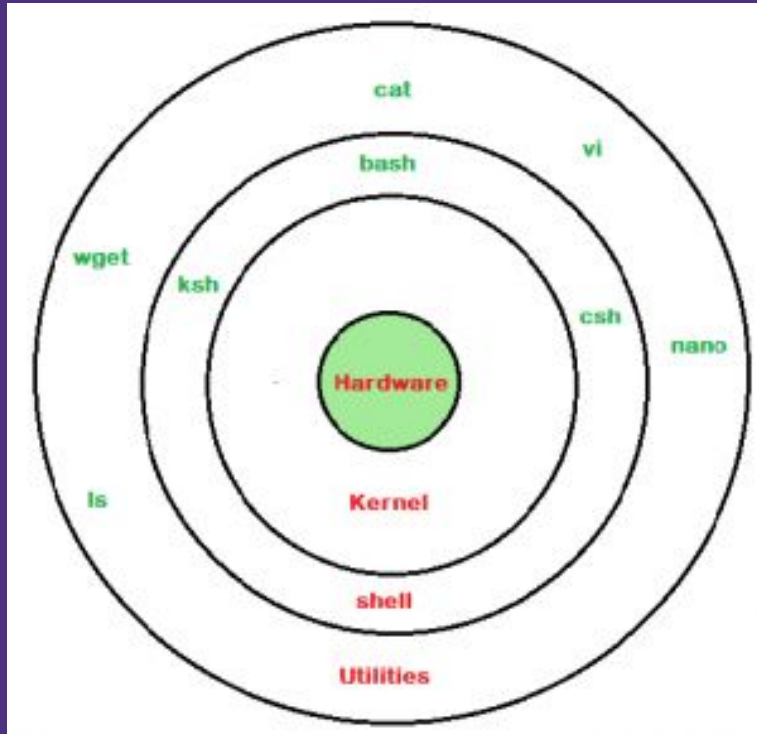 cat
vi
bash
wget
ksh
csh
nano
Hardware
ls
Kernel
shell
Utilities